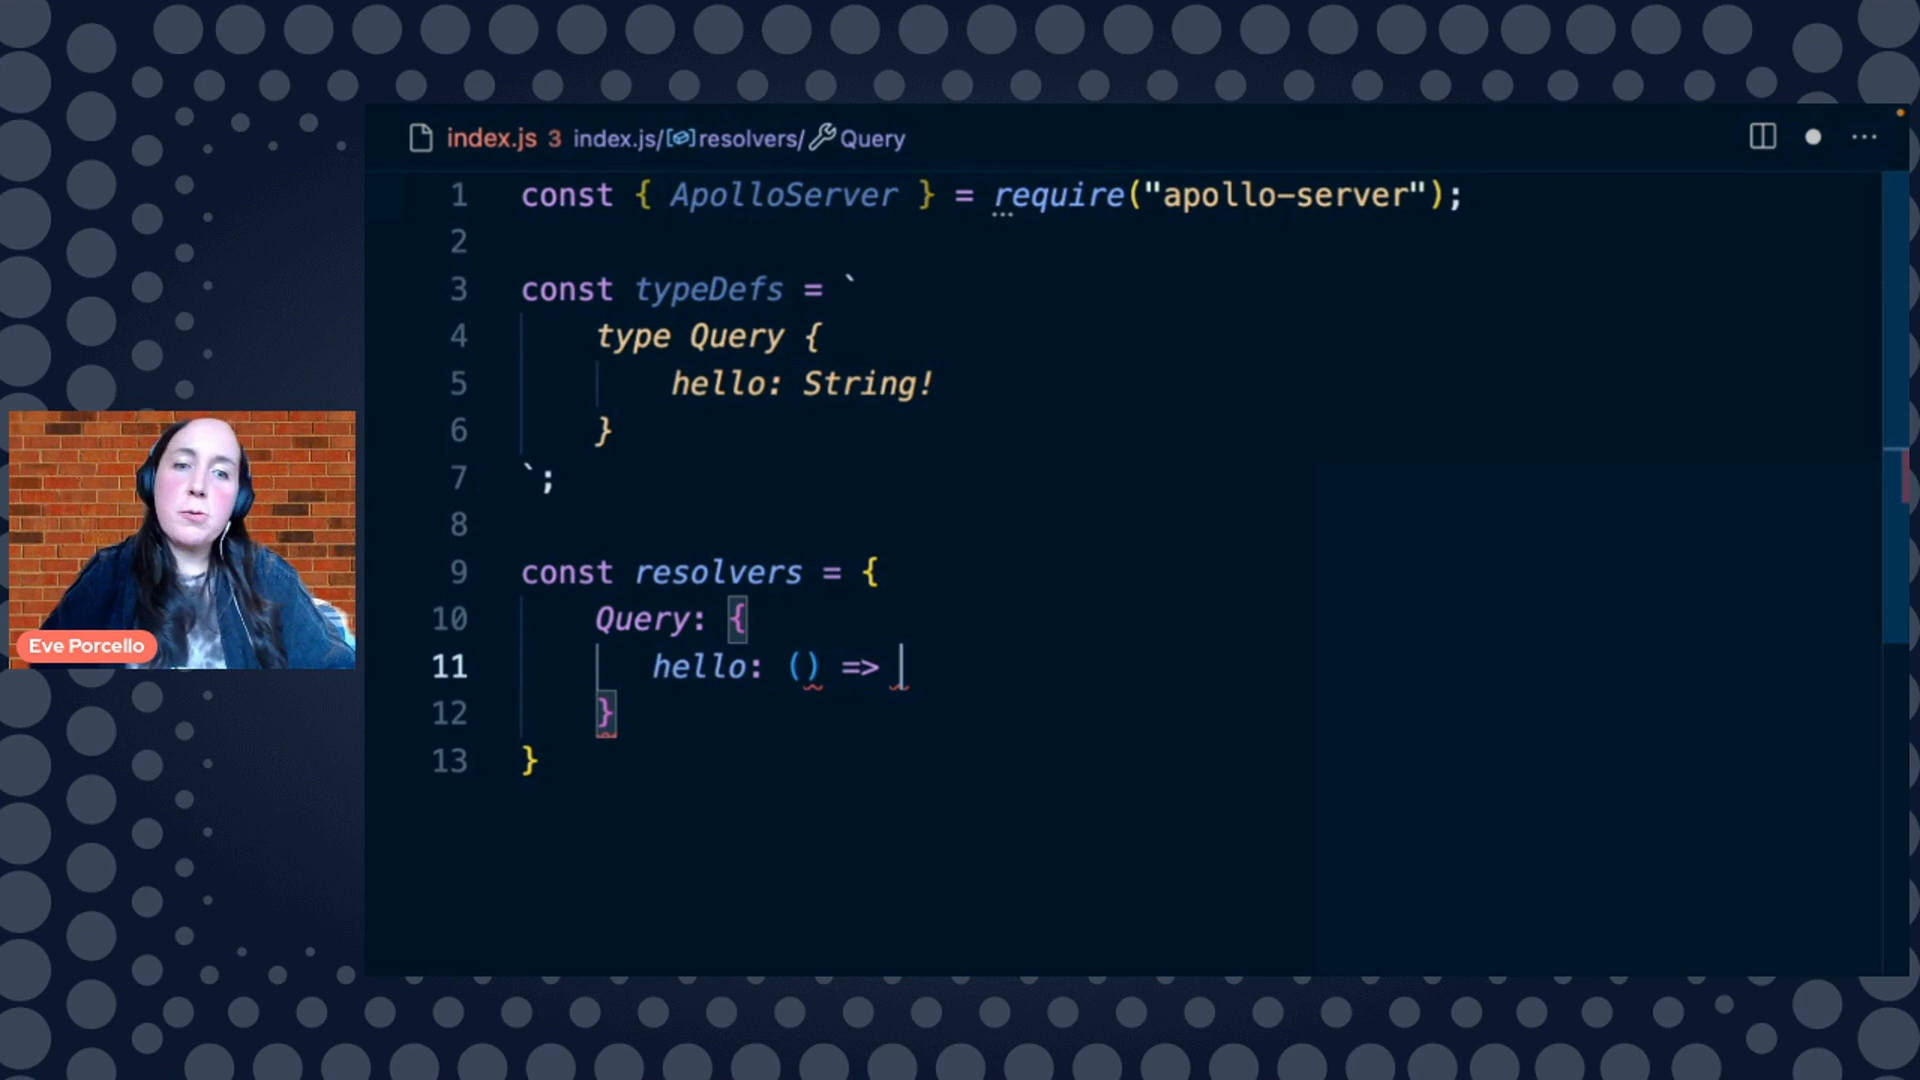 index.js 3 index.js/resolvers/Query
1 const { ApolloServer } = require("apollo-server");
2
3 const typeDefs = `
4 type Query {
5 hello: String!
6 }
7 `;
8
9 const resolvers = {
10 Query: {
11 hello: () =>
12 }
13 }
Eve Porcello